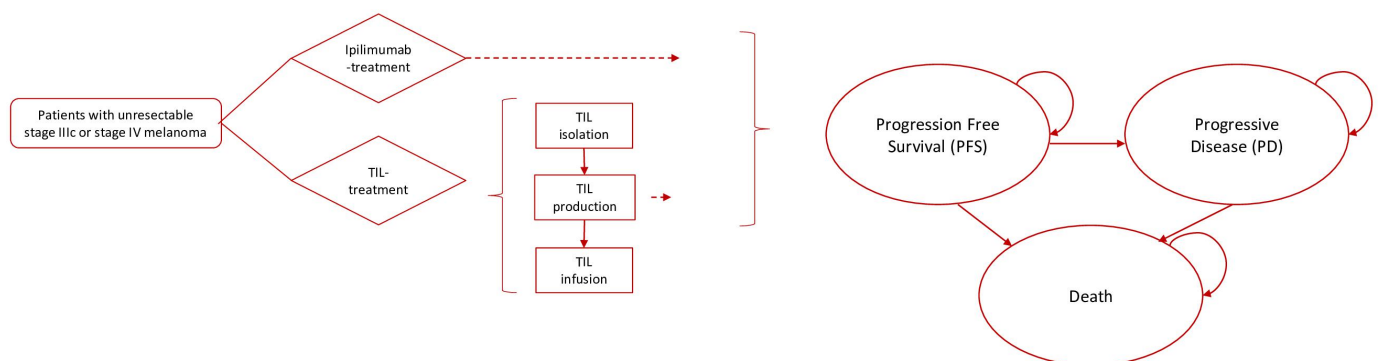 Ipilimumab
-treatment
Patients with unresectable
stage IIIc or stage IV melanoma
TIL-
treatment
TIL
isolation
TIL
production
TIL
infusion
Progression Free
Survival (PFS)
Progressive
Disease (PD)
Death